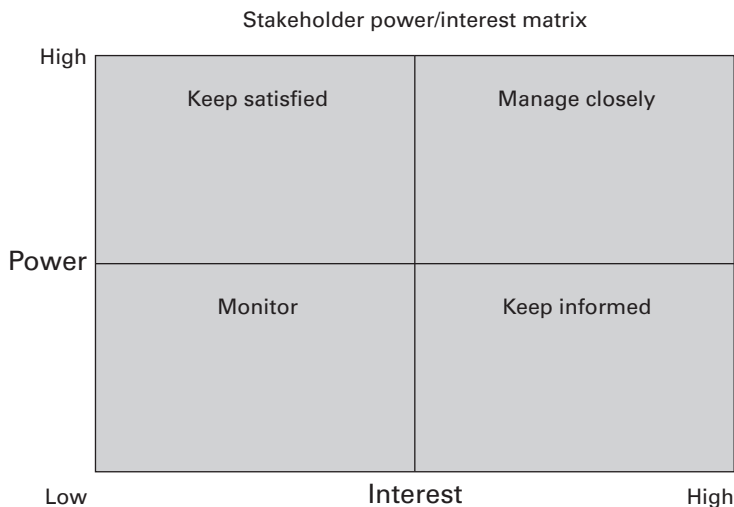 Stakeholder power/interest matrix
High
Keep satisfied
Manage closely
Power
Monitor
Keep informed
Low
Interest
High